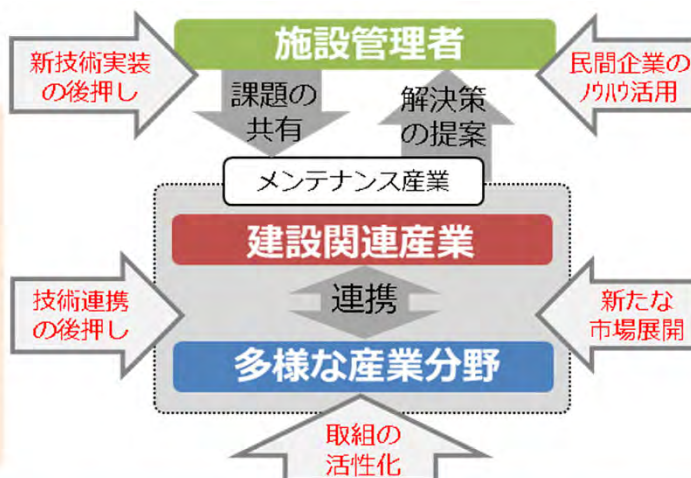 施設管理者
新技術実装
の後押し
課題の
共有
解決策
の提案
民間企業の
ﾉｳﾊｳ活用
メンテナンス産業
建設関連産業
技術連携
の後押し
連携
新たな
市場展開
多様な産業分野
取組の
活性化